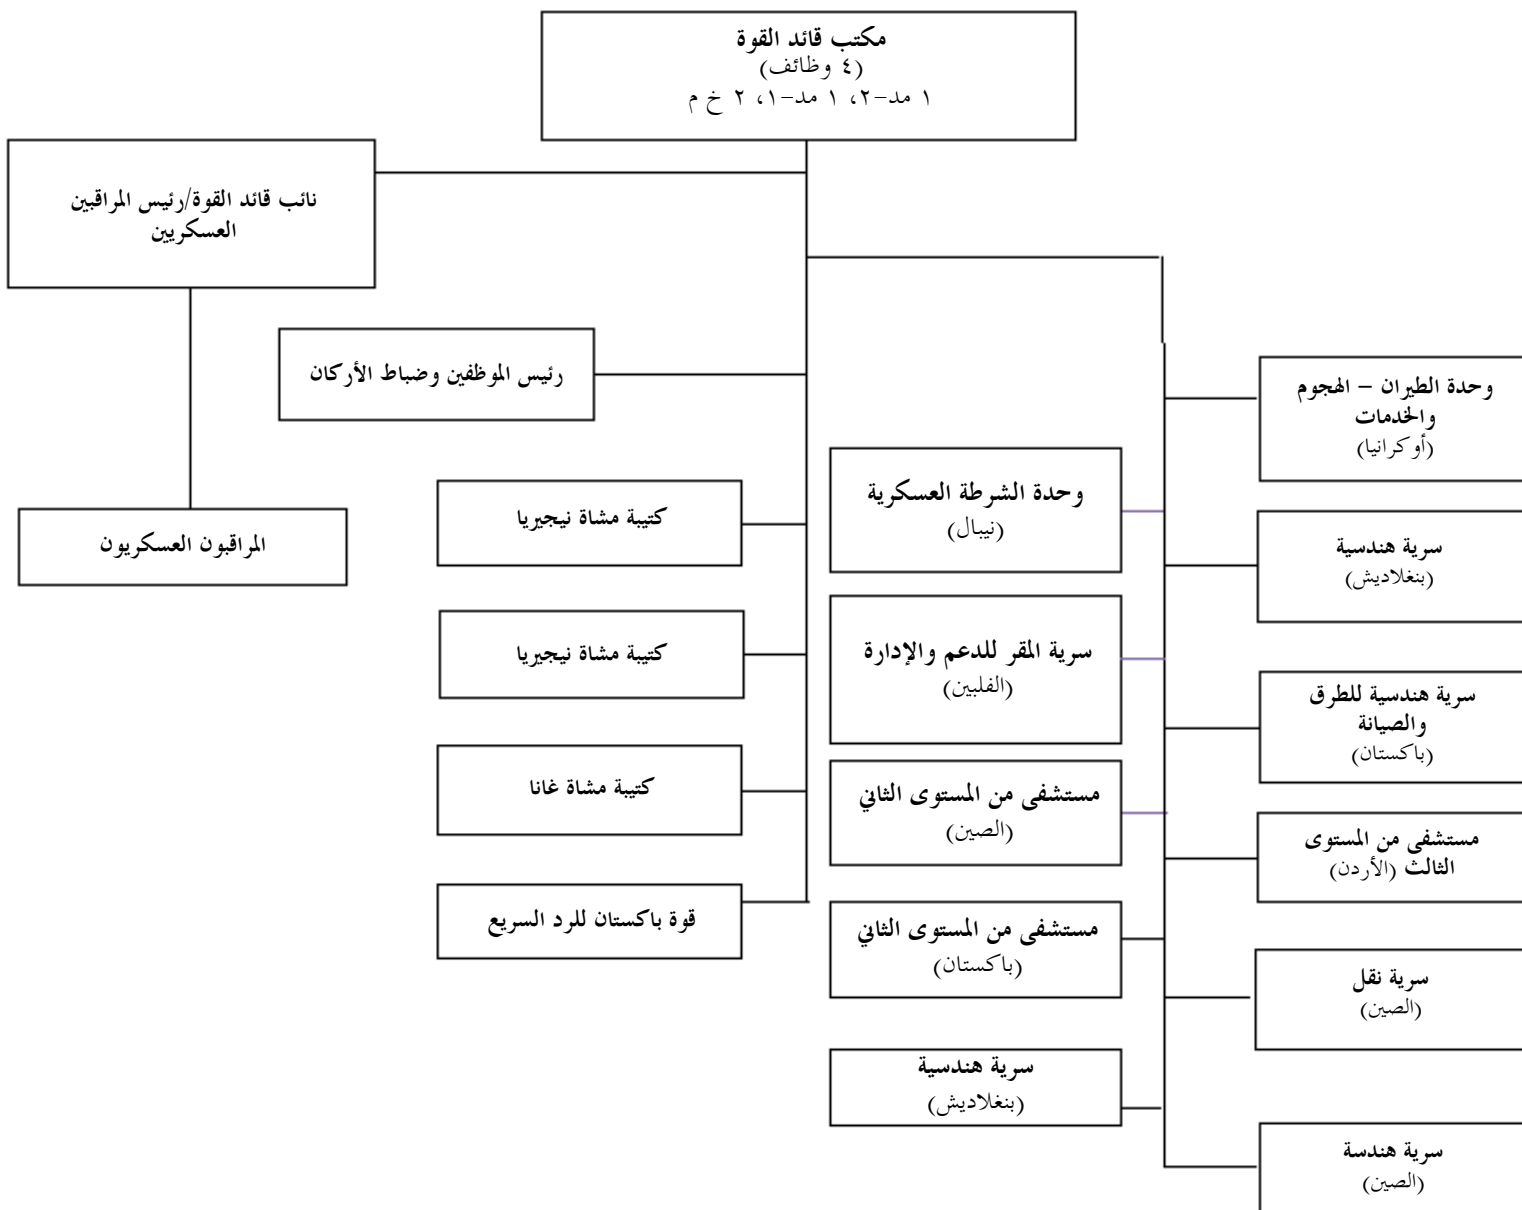 مكتب قائد القوة
(٤ وظائف)
١ مد-٢، ١ مد-١، ٢ خ م
نائب قائد القوة/رئيس المراقبين
العسكريين
رئيس الموظفين وضباط الأركان
المراقبون العسكريون
كتيبة مشاة نيجيريا
كتيبة مشاة نيجيريا
كتيبة مشاة غانا
قوة باكستان للرد السريع
وحدة الشرطة العسكرية
(نيبال)
سرية المقر للدعم والإدارة
(الفلبين)
مستشفى من المستوى الثاني
(الصين)
مستشفى من المستوى الثاني
(باكستان)
سرية هندسية
(بنغلاديش)
وحدة الطيران – الهجوم
والخدمات
(أوكرانيا)
سرية هندسية
(بنغلاديش)
سرية هندسية للطرق
والصيانة
(باكستان)
مستشفى من المستوى
الثالث (الأردن)
سرية نقل
(الصين)
سرية هندسة
(الصين)